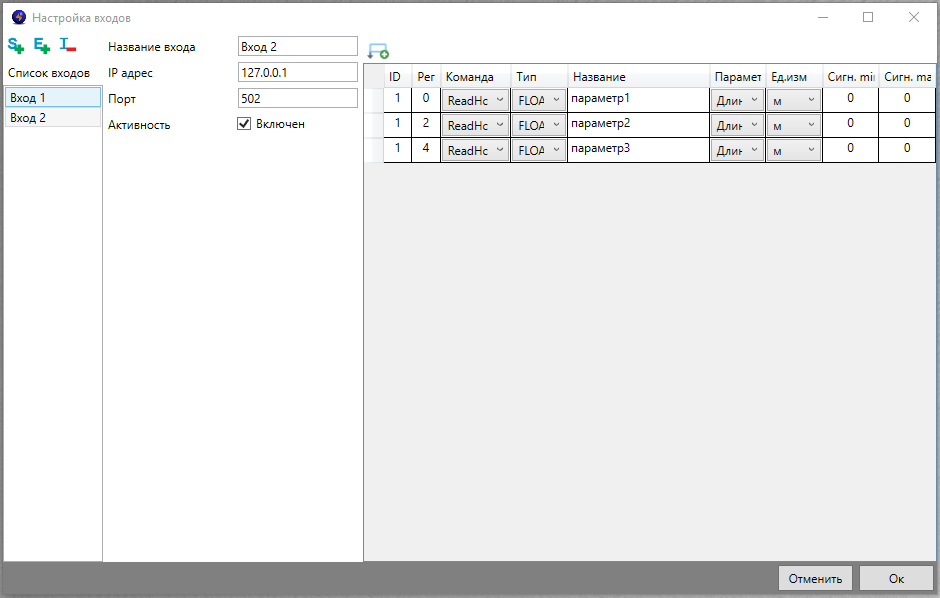 Настройка входов
S E I
Название входа Вход 2
Список входов
IP адрес 127.0.0.1
Вход 1
Порт 502
Вход 2
Активность Включен
ID Рег Команда Тип Название Парамет Ед.изм Сигн. mi Сигн. ma
1 0 ReadHc FLOA параметр1 Длин м 0 0
1 2 ReadHc FLOA параметр2 Длин м 0 0
1 4 ReadHc FLOA параметр3 Длин м 0 0
Отменить Ок